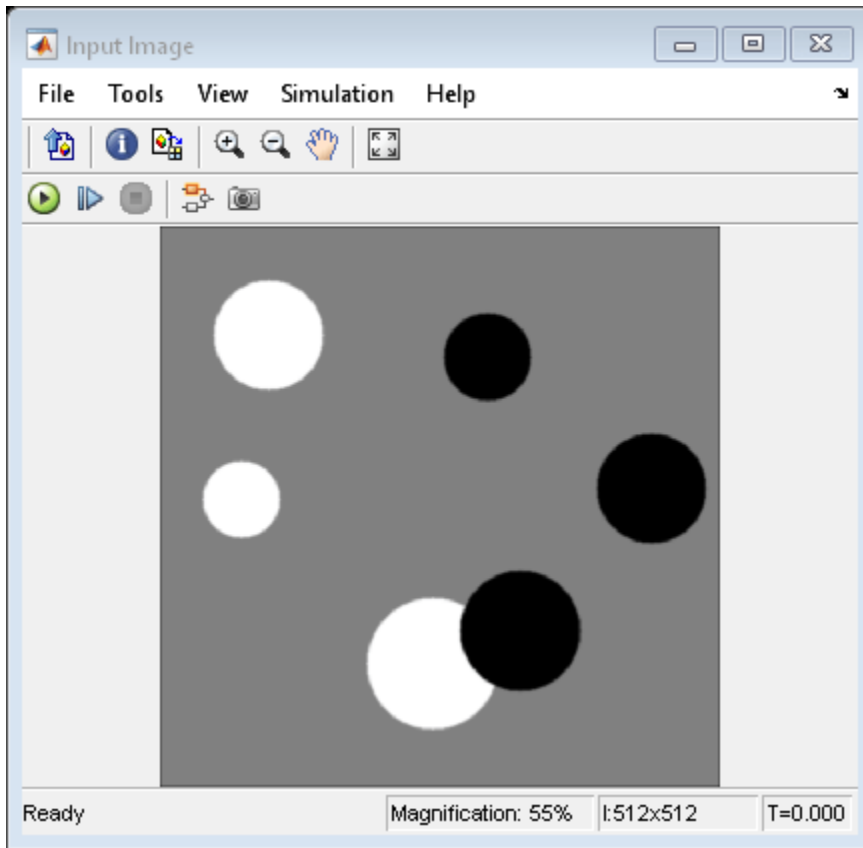 Input Image
File Tools View Simulation Help
Ready Magnification: 55% I:512x512 T=0.000